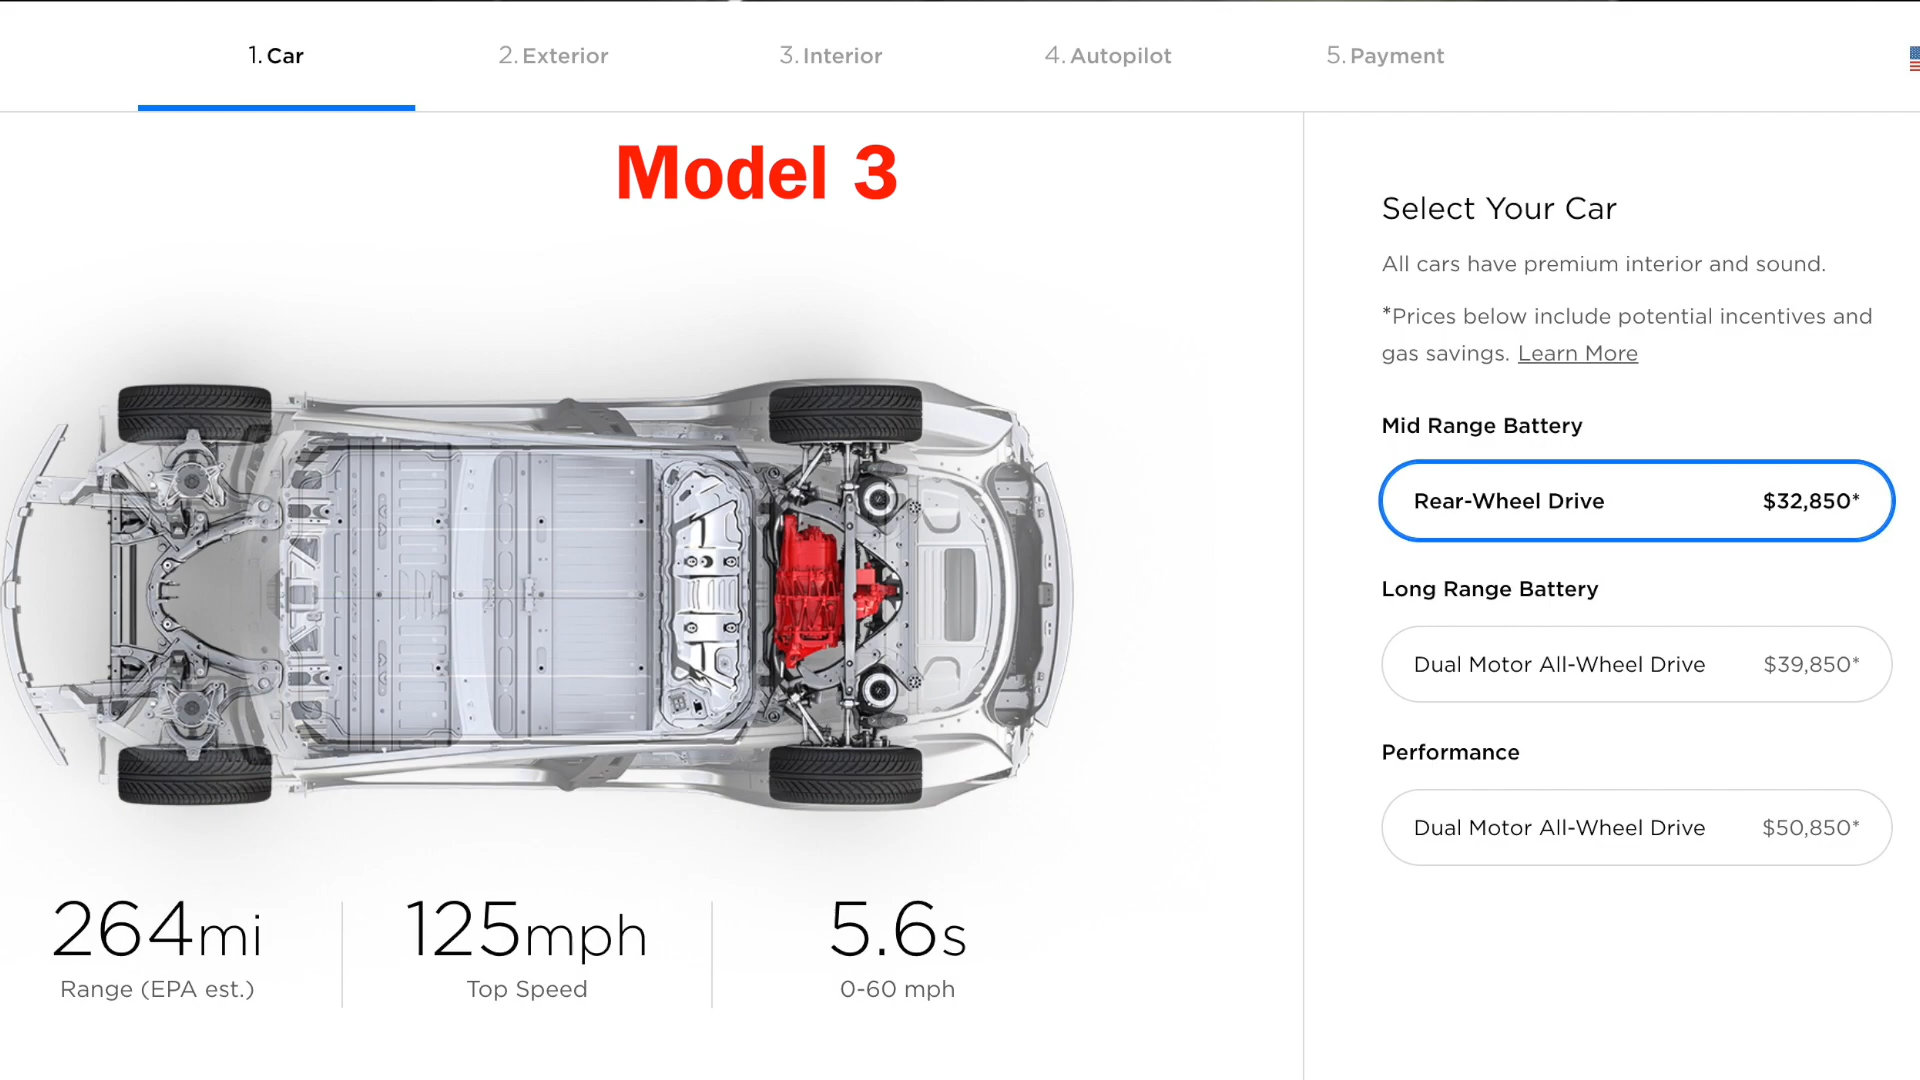 1. Car
2. Exterior
3. Interior
4. Autopilot
5. Payment
Model 3
Select Your Car
All cars have premium interior and sound.
*Prices below include potential incentives and
gas savings. Learn More
Mid Range Battery
Rear-Wheel Drive $32,850*
Long Range Battery
Dual Motor All-Wheel Drive $39,850*
Performance
Dual Motor All-Wheel Drive $50,850*
264mi
Range (EPA est.)
125mph
Top Speed
5.6s
0-60 mph